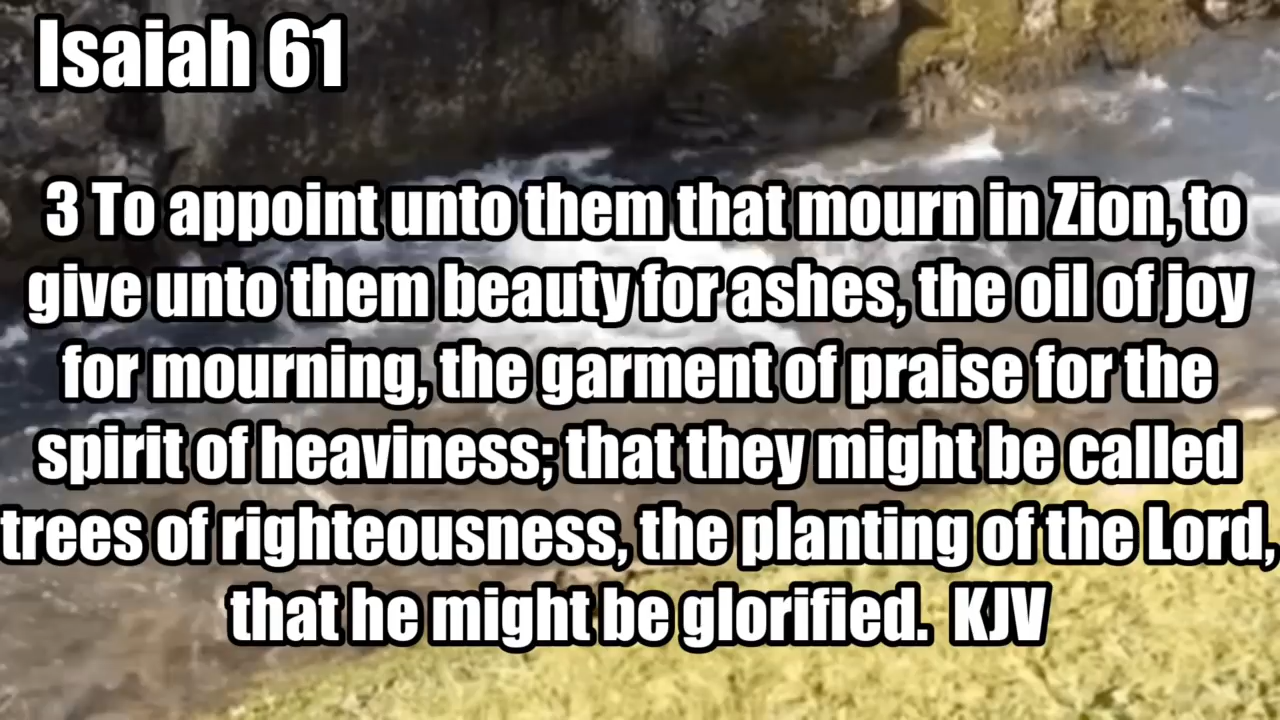 Isaiah 61
3 To appoint unto them that mourn in Zion, to
give unto them beauty for ashes, the oil of joy
for mourning, the garment of praise for the
spirit of heaviness; that they might be called
trees of righteousness, the planting of the Lord,
that he might be glorified.  KJV